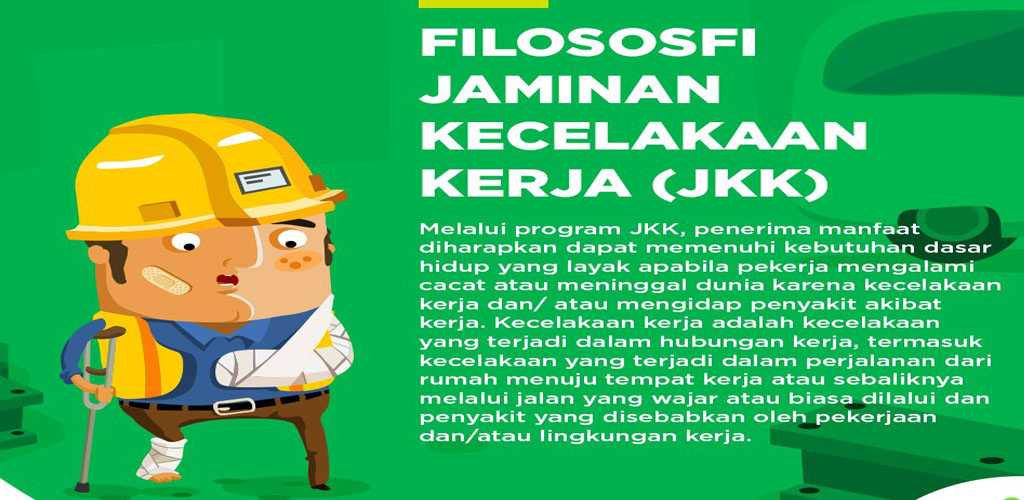 FILOSOSFI
JAMINAN
KECELAKAAN
KERJA (JKK)
Melalui program JKK, penerima manfaat
diharapkan dapat memenuhi kebutuhan dasar
hidup yang layak apabila pekerja mengalami
cacat atau meninggal dunia karena kecelakaan
kerja dan/ atau mengidap penyakit akibat
kerja. Kecelakaan kerja adalah kecelakaan
yang terjadi dalam hubungan kerja, termasuk
kecelakaan yang terjadi dalam perjalanan dari
rumah menuju tempat kerja atau sebaliknya
melalui jalan yang wajar atau biasa dilalui dan
penyakit yang disebabkan oleh pekerjaan
dan/atau lingkungan kerja.